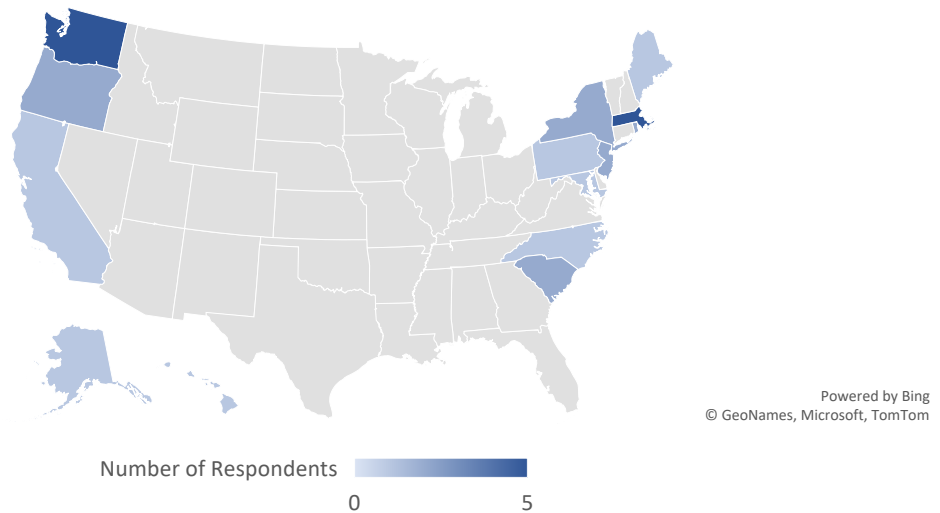 Powered by Bing
© GeoNames, Microsoft, TomTom
Number of Respondents
0 5